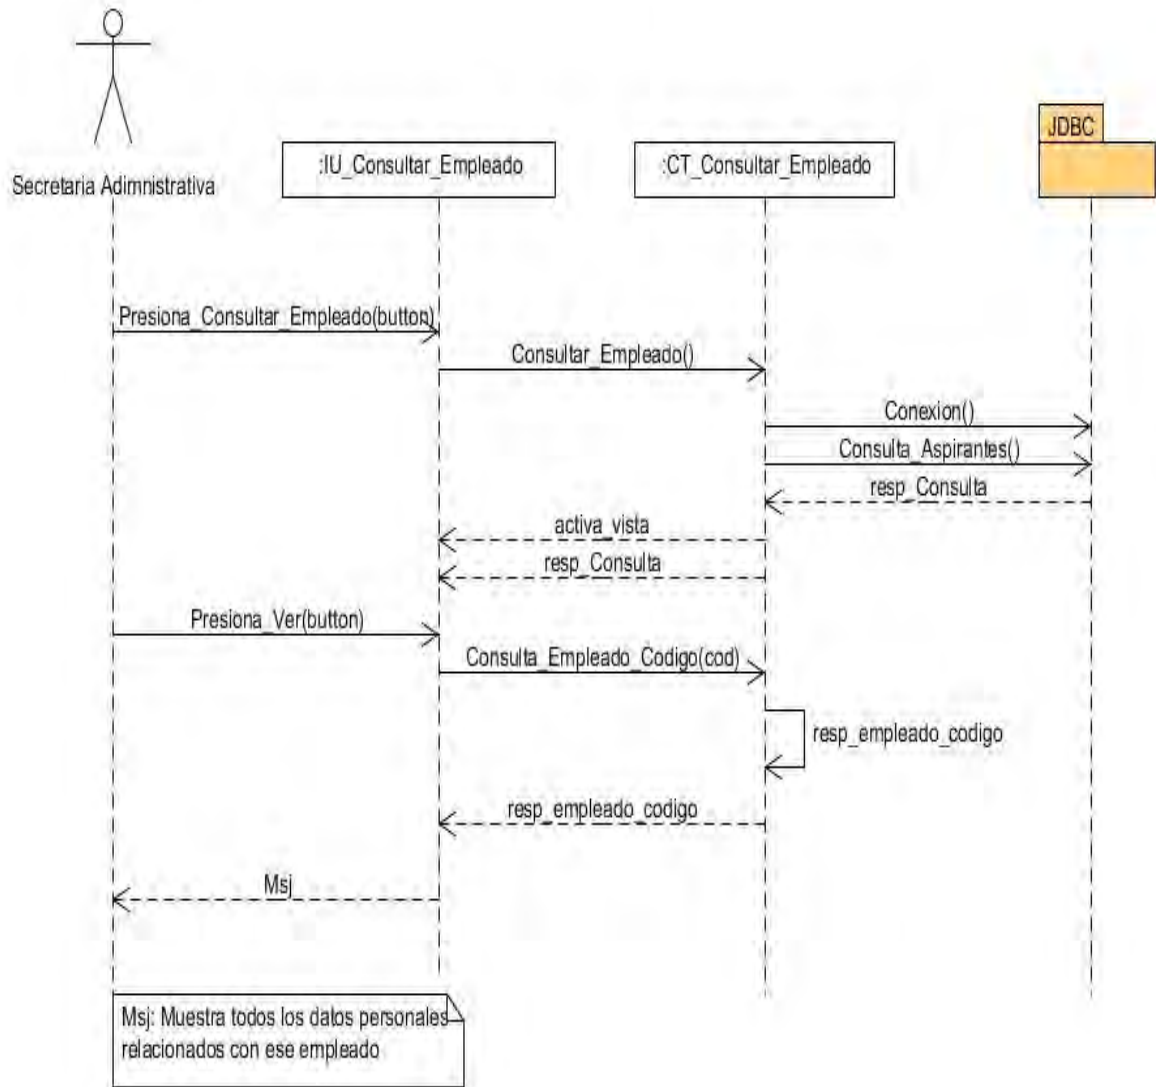 JDBC
:IU_Consultar_Empleado
:CT_Consultar_Empleado
Secretaria Adimnistrativa
Presiona_Consultar_Empleado(button)
Consultar_Empleado()
Conexion()
Consulta_Aspirantes()
resp_Consulta
activa_vista
resp_Consulta
Presiona_Ver(button)
Consulta_Empleado_Codigo(cod)
resp_empleado_codigo
resp_empleado_codigo
Msj
Msj: Muestra todos los datos personales
relacionados con ese empleado